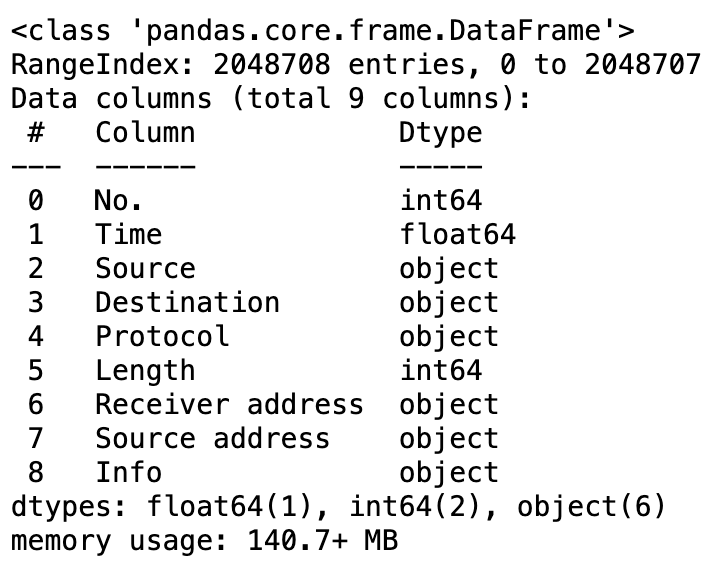 <class 'pandas.core.frame.DataFrame'>
RangeIndex: 2048708 entries, 0 to 2048707
Data columns (total 9 columns):
 #   Column            Dtype
---  ------            -----
 0   No.               int64
 1   Time              float64
 2   Source            object
 3   Destination       object
 4   Protocol          object
 5   Length            int64
 6   Receiver address  object
 7   Source address    object
 8   Info              object
dtypes: float64(1), int64(2), object(6)
memory usage: 140.7+ MB